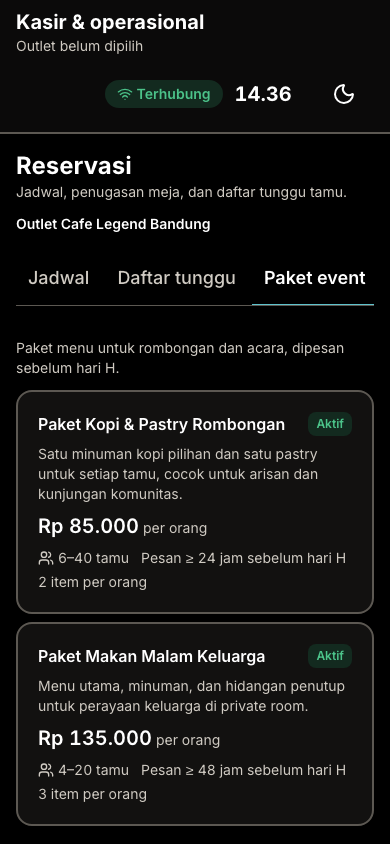 Kasir & operasional
Outlet belum dipilih
Terhubung 14.36
Reservasi
Jadwal, penugasan meja, dan daftar tunggu tamu.
Outlet Cafe Legend Bandung
Jadwal Daftar tunggu Paket event
Paket menu untuk rombongan dan acara, dipesan
sebelum hari H.
Paket Kopi & Pastry Rombongan Aktif
Satu minuman kopi pilihan dan satu pastry
untuk setiap tamu, cocok untuk arisan dan
kunjungan komunitas.
Rp 85.000 per orang
6–40 tamu Pesan ≥ 24 jam sebelum hari H
2 item per orang
Paket Makan Malam Keluarga Aktif
Menu utama, minuman, dan hidangan penutup
untuk perayaan keluarga di private room.
Rp 135.000 per orang
4–20 tamu Pesan ≥ 48 jam sebelum hari H
3 item per orang